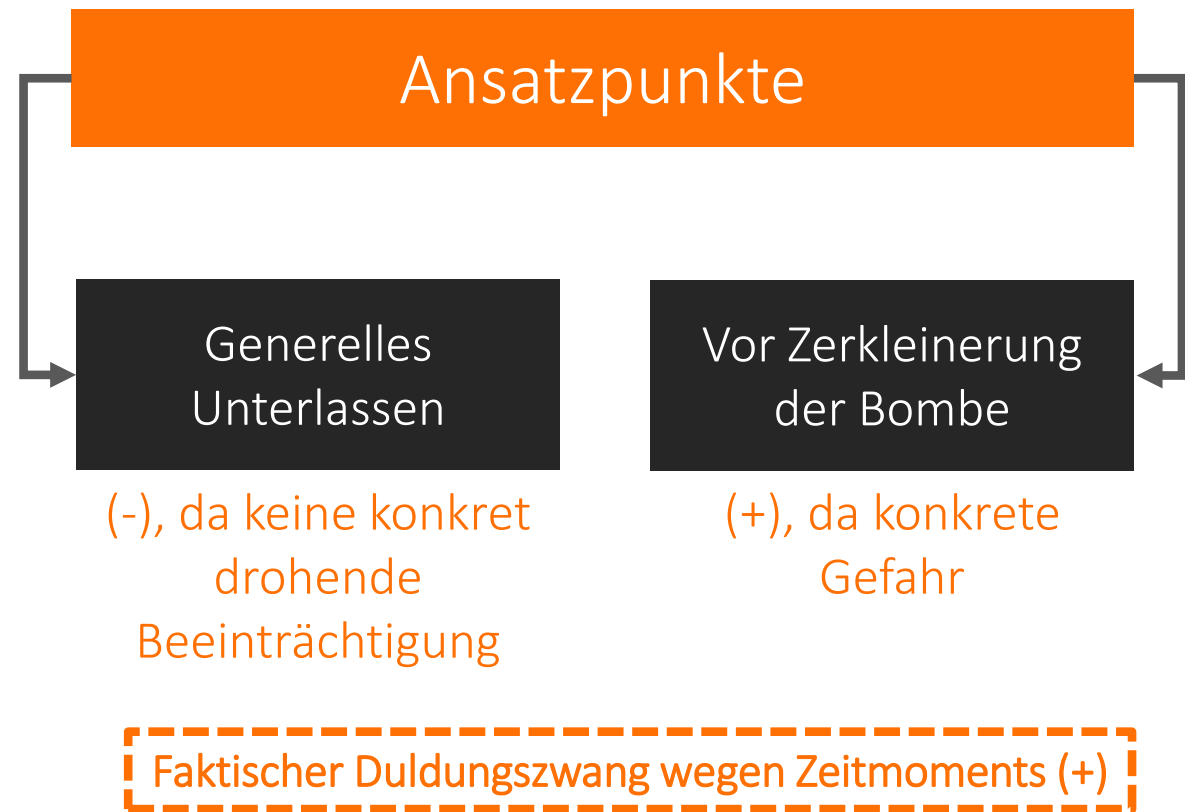 Ansatzpunkte
Generelles
Unterlassen
(-), da keine konkret
drohende
Beeinträchtigung
Vor Zerkleinerung
der Bombe
(+), da konkrete
Gefahr
Faktischer Duldungszwang wegen Zeitmoments (+)